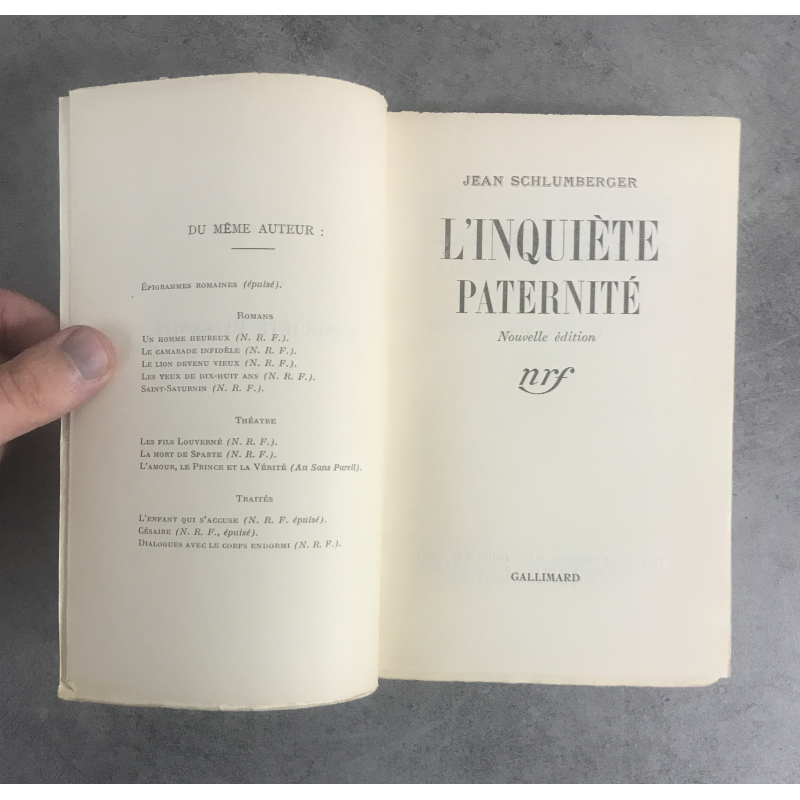 DU MÊME AUTEUR :
ÉPIGRAMMES ROMAINES (épuisé).
ROMANS
UN HOMME HEUREUX (N. R. F.).
LE CAMARADE INFIDÈLE (N. R. F.).
LE LION DEVENU VIEUX (N. R. F.).
LES YEUX DE DIX-HUIT ANS (N. R. F.).
SAINT-SATURNIN (N. R. F.).
THÉATRE
LES FILS LOUVERNÉ (N. R. F.).
LA MORT DE SPARTE (N. R. F.).
L'AMOUR, LE PRINCE ET LA VÉRITÉ (Au Sans Pareil).
TRAITÉS
L'ENFANT QUI S'ACCUSE (N. R. F. épuisé).
CÉSAIRE (N. R. F., épuisé).
DIALOGUES AVEC LE CORPS ENDORMI (N. R. F.).
JEAN SCHLUMBERGER
L'INQUIÈTE
PATERNITÉ
Nouvelle édition
nrf
GALLIMARD